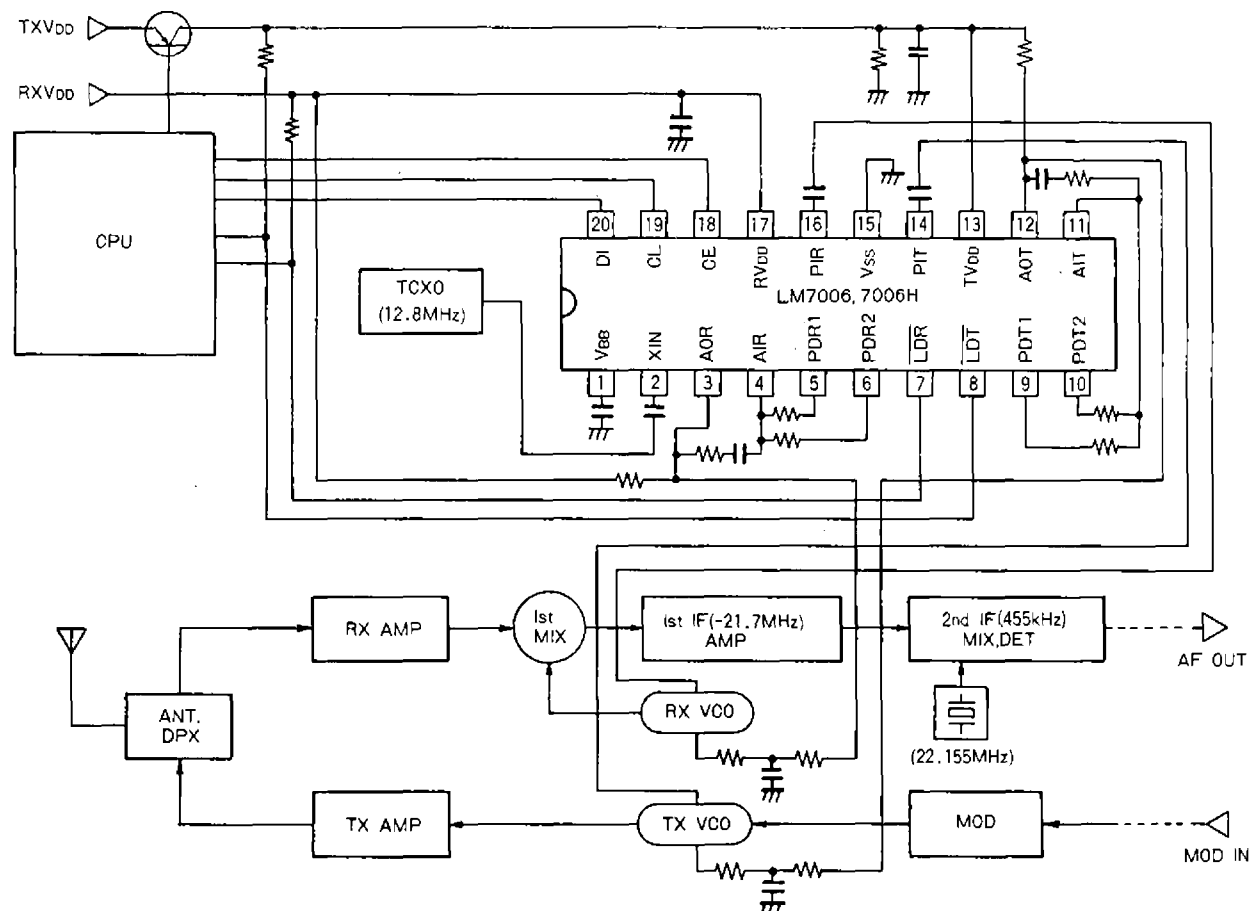 TXVDD
RXVDD
CPU
TCXO
(12.8MHz)
20 19 18 17 16 15 14 13 12 11
DI CL CE RVDD PIR VSS PIT TVDD AOT AIT
LM7006, 7006H
VBB XIN AOR AIR PDR1 PDR2 LDR LDT PDT1 PDT2
1 2 3 4 5 6 7 8 9 10
RX AMP
1st
MIX
1st IF(-21.7MHz)
AMP
2nd IF(455kHz)
MIX,DET
AF OUT
RX VCO
(22.155MHz)
ANT.
DPX
TX AMP
TX VCO
MOD
MOD IN